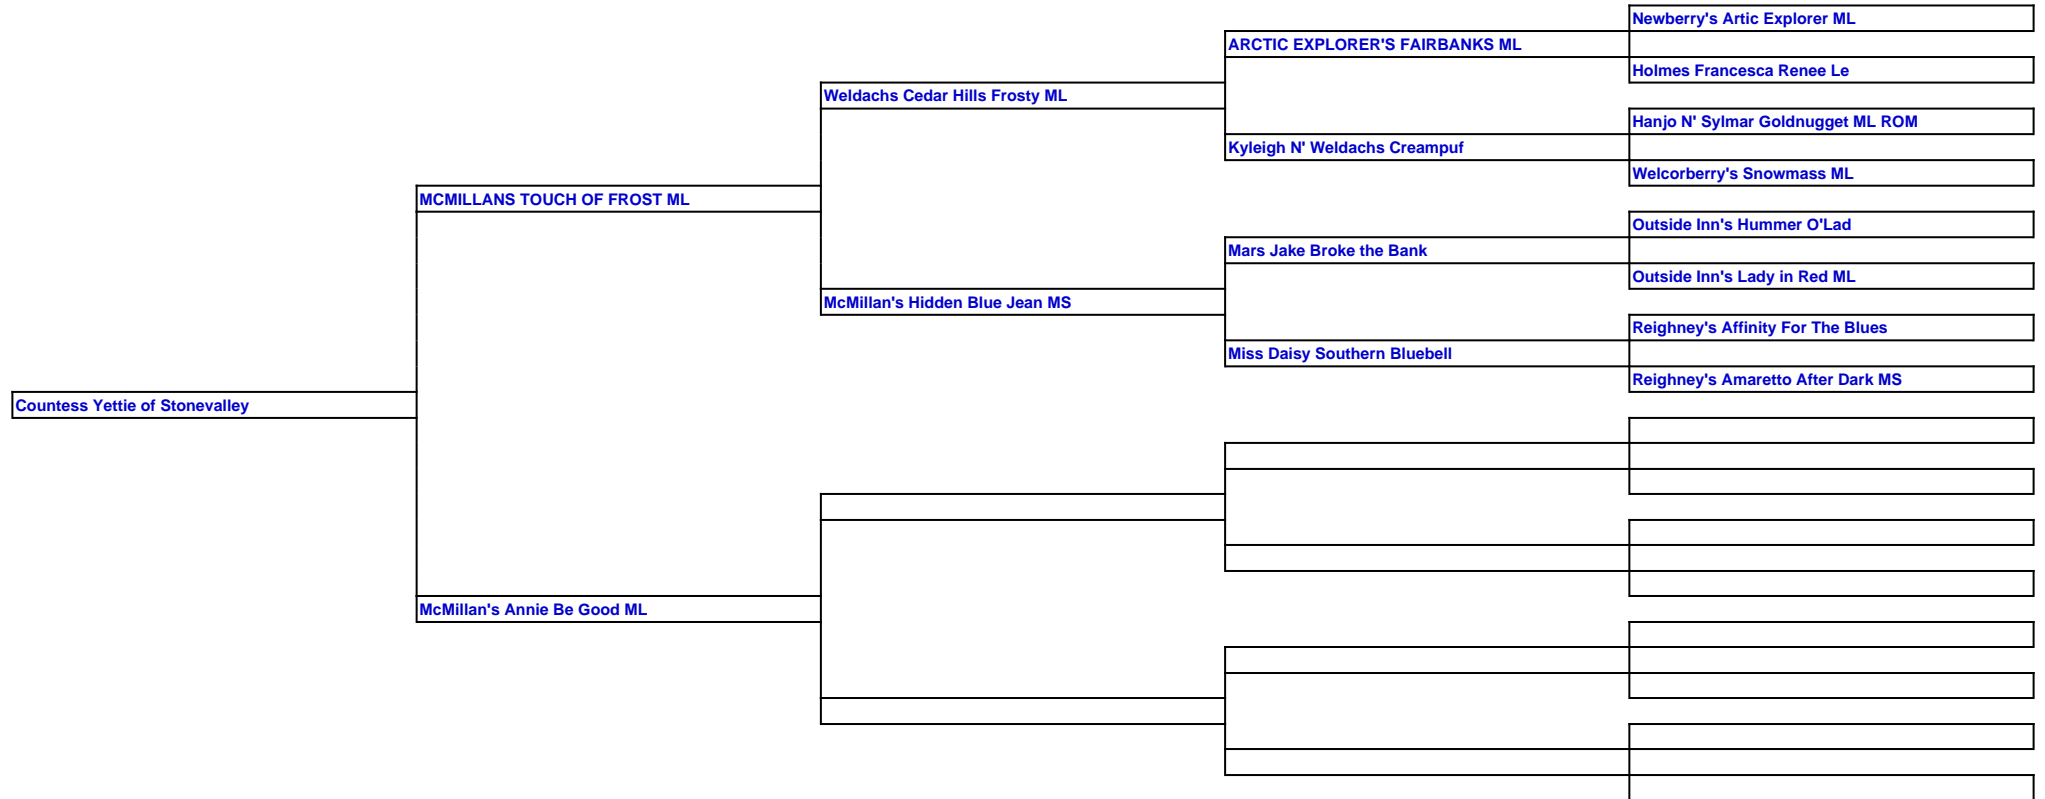 Newberry's Artic Explorer ML
ARCTIC EXPLORER'S FAIRBANKS ML
Holmes Francesca Renee Le
Weldachs Cedar Hills Frosty ML
Hanjo N' Sylmar Goldnugget ML ROM
Kyleigh N' Weldachs Creampuf
Welcorberry's Snowmass ML
MCMILLANS TOUCH OF FROST ML
Outside Inn's Hummer O'Lad
Mars Jake Broke the Bank
Outside Inn's Lady in Red ML
McMillan's Hidden Blue Jean MS
Reighney's Affinity For The Blues
Miss Daisy Southern Bluebell
Reighney's Amaretto After Dark MS
Countess Yettie of Stonevalley
McMillan's Annie Be Good ML